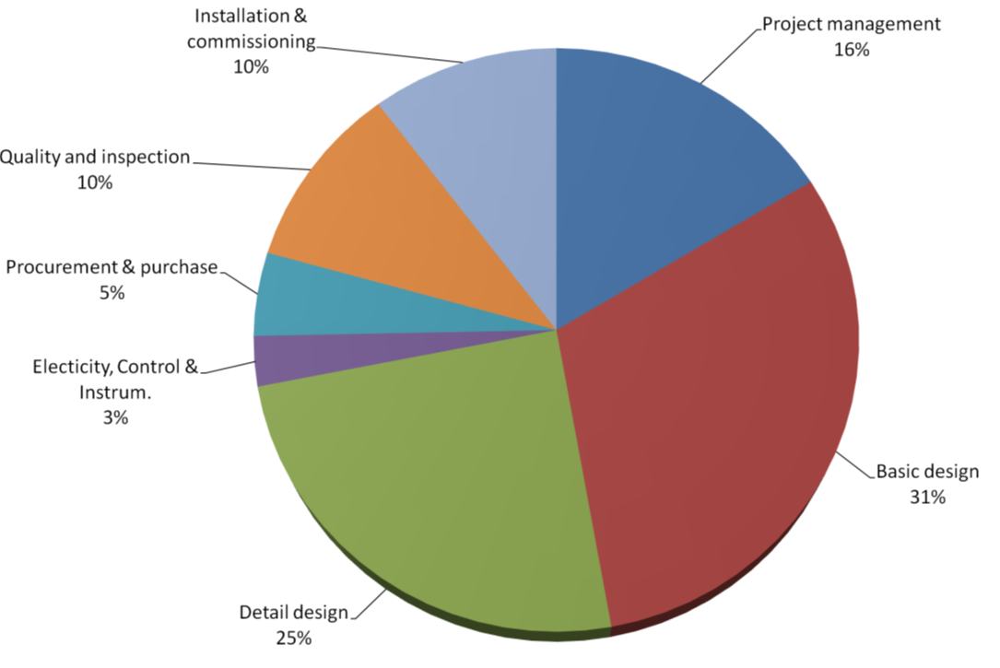 Installation &
commissioning
10%
Project management
16%
Quality and inspection
10%
Procurement & purchase
5%
Electicity, Control &
Instrum.
3%
Basic design
31%
Detail design
25%